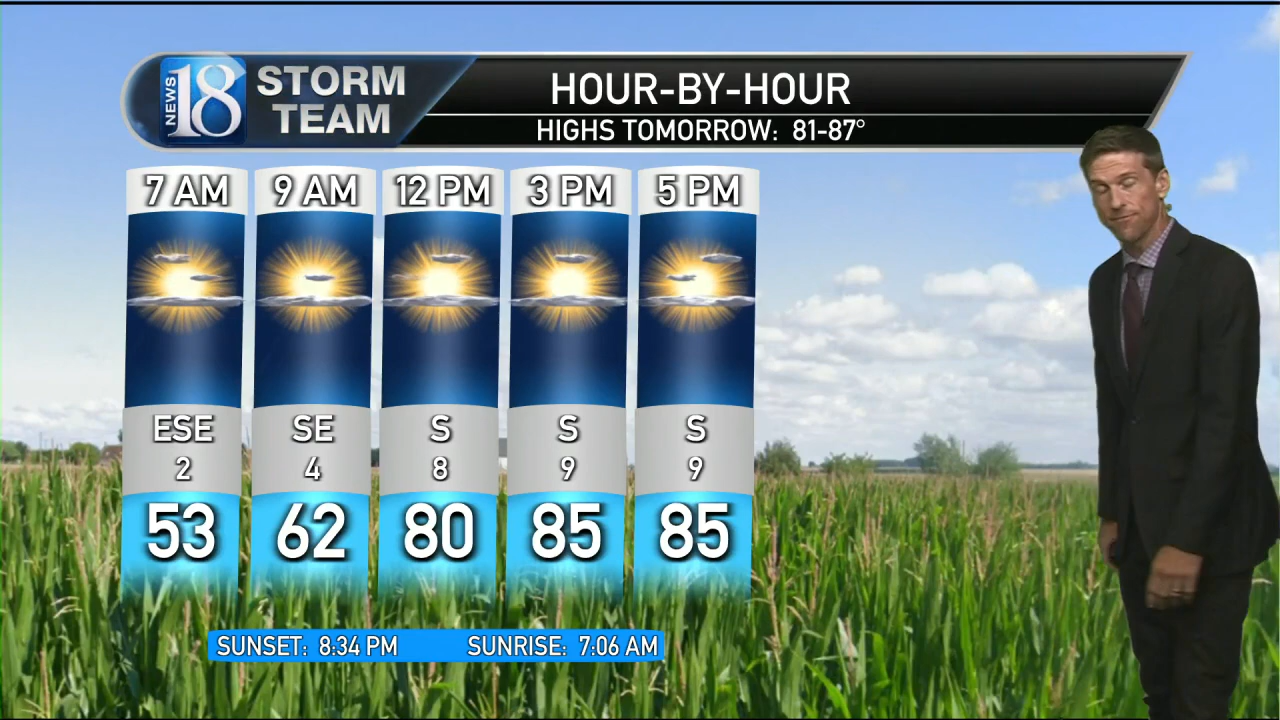 NEWS 18
STORM
TEAM
HOUR-BY-HOUR
HIGHS TOMORROW: 81-87°
7 AM 9 AM 12 PM 3 PM 5 PM
ESE SE S S S
2 4 8 9 9
53 62 80 85 85
SUNSET: 8:34 PM SUNRISE: 7:06 AM